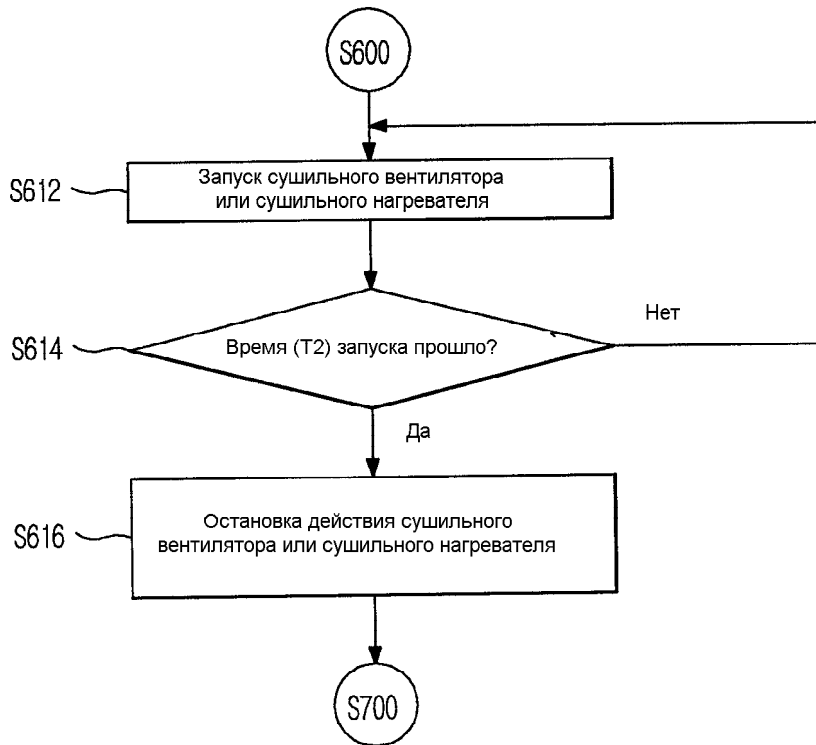 S600
S612
Запуск сушильного вентилятора
или сушильного нагревателя
Нет
S614
Время (T2) запуска прошло?
Да
S616
Остановка действия сушильного
вентилятора или сушильного нагревателя
S700